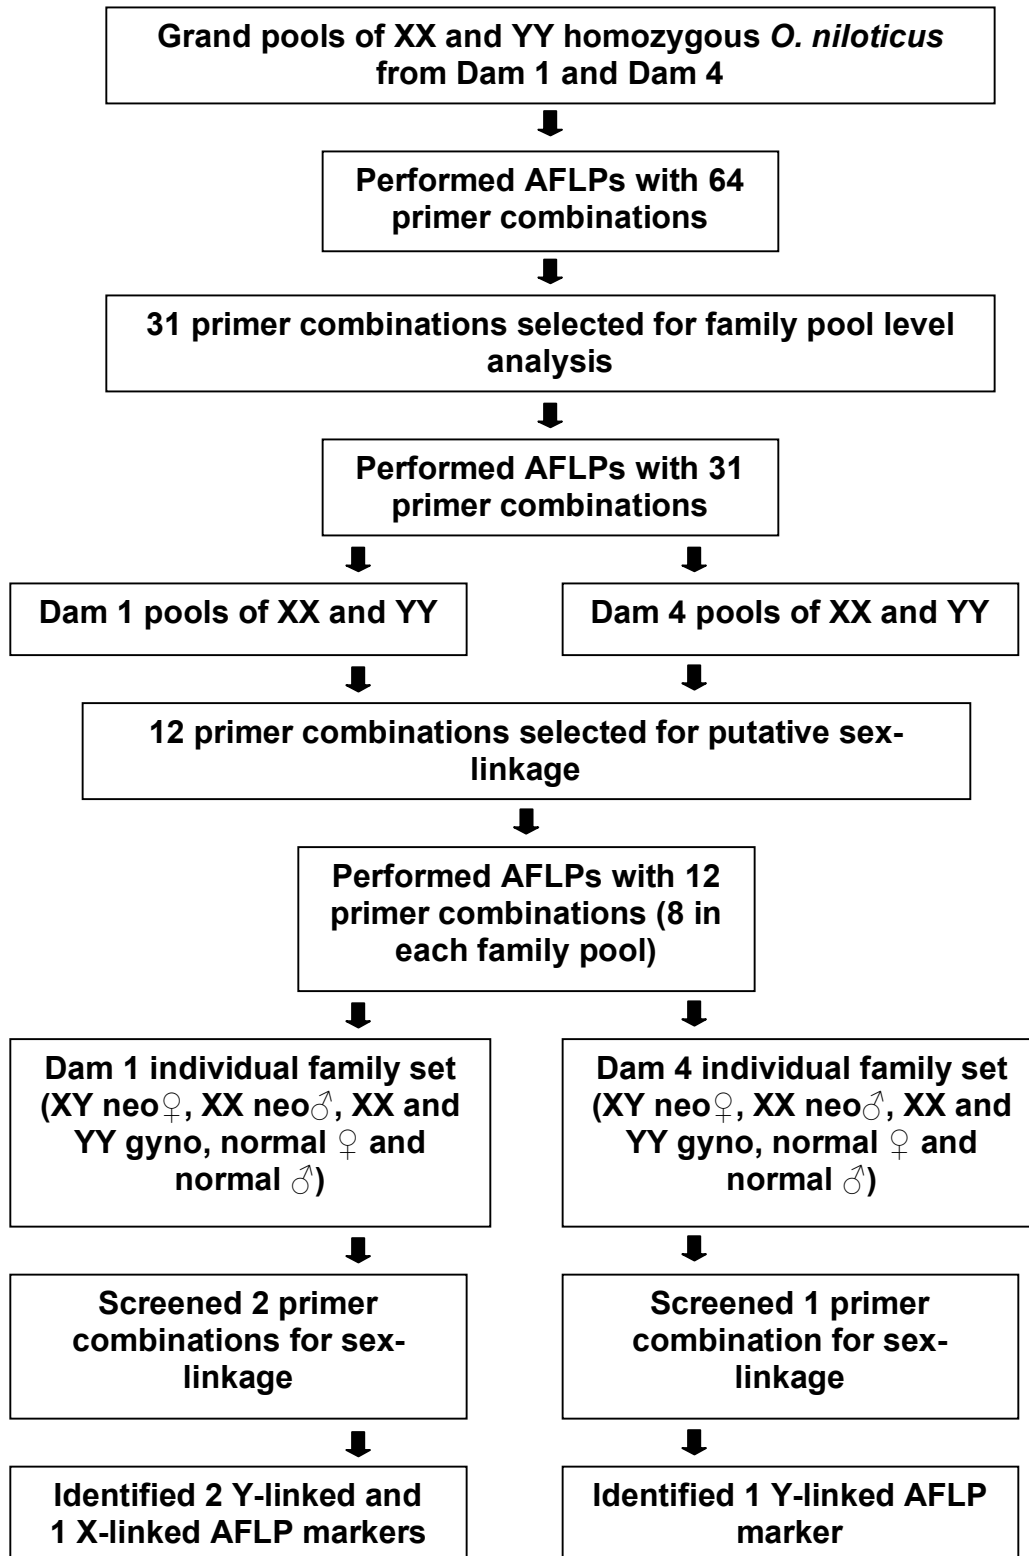 Grand pools of XX and YY homozygous O. niloticus
from Dam 1 and Dam 4
Performed AFLPs with 64
primer combinations
31 primer combinations selected for family pool level
analysis
Performed AFLPs with 31
primer combinations
Dam 1 pools of XX and YY
Dam 4 pools of XX and YY
12 primer combinations selected for putative sex-
linkage
Performed AFLPs with 12
primer combinations (8 in
each family pool)
Dam 1 individual family set
(XY neo♀, XX neo♂, XX and
YY gyno, normal ♀ and
normal ♂)
Dam 4 individual family set
(XY neo♀, XX neo♂, XX and
YY gyno, normal ♀ and
normal ♂)
Screened 2 primer
combinations for sex-
linkage
Screened 1 primer
combination for sex-
linkage
Identified 2 Y-linked and
1 X-linked AFLP markers
Identified 1 Y-linked AFLP
marker